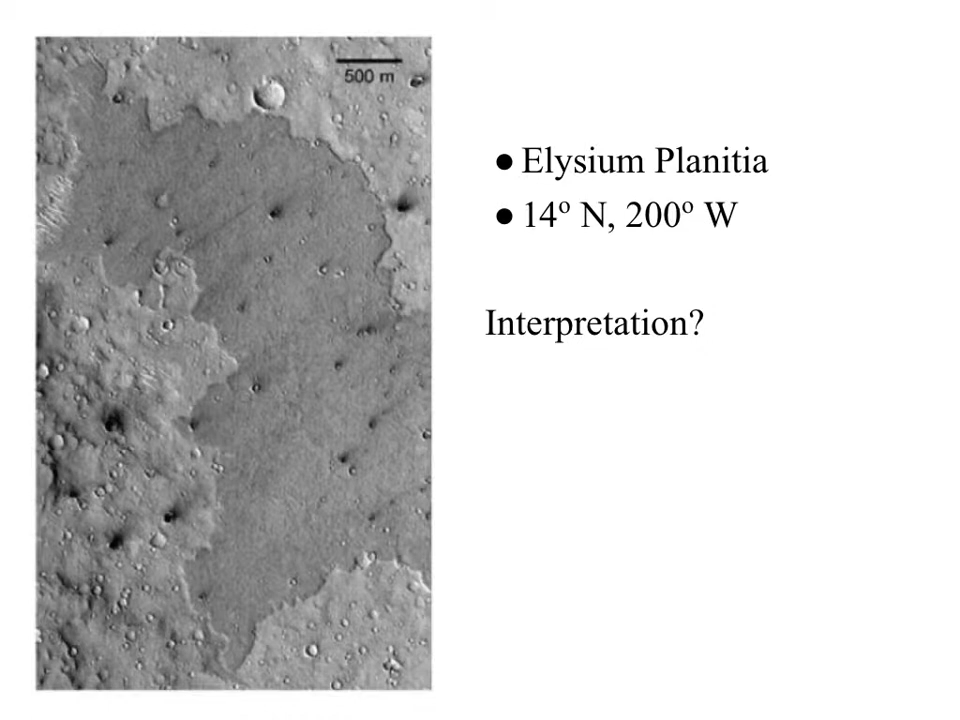 500 m
● Elysium Planitia
● 14º N, 200º W
Interpretation?